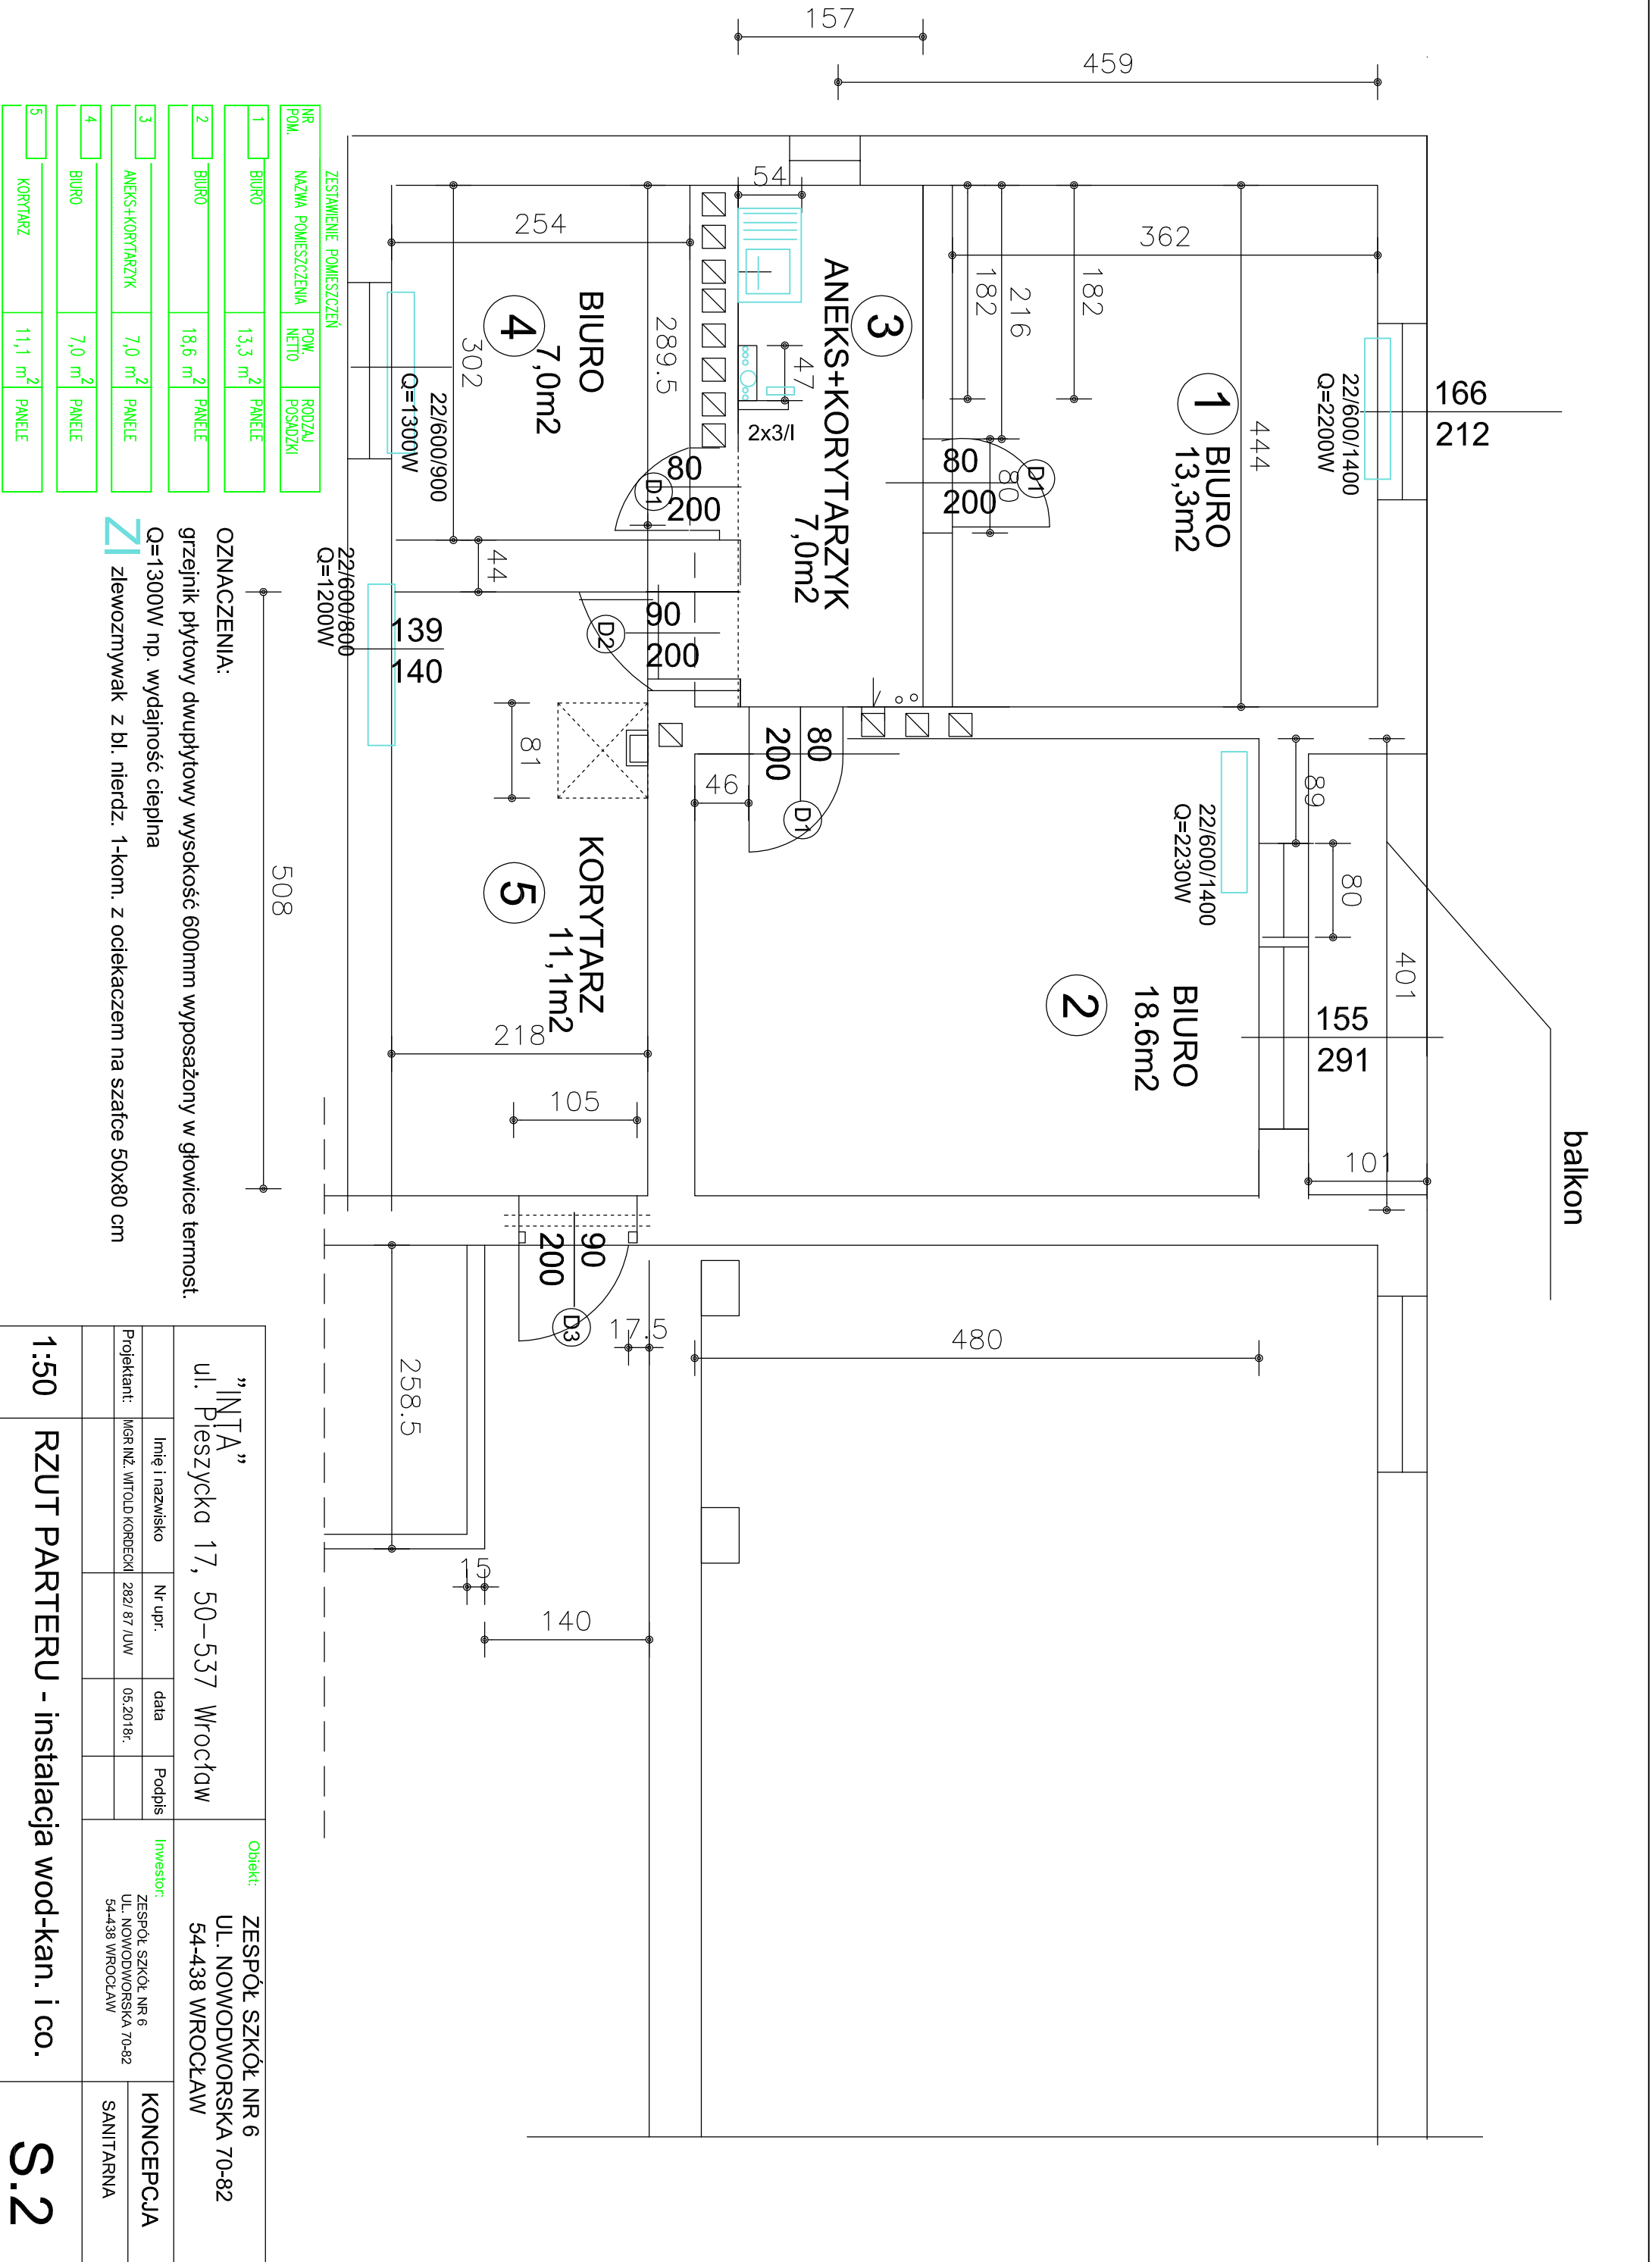 balkon
166
212
22/600/1400
Q=2200W
1
BIURO
13,3m2
444
459
157
362
182
216
182
80
80
200
D1
3
ANEKS+KORYTARZYK
7,0m2
54
47
2x3/l
BIURO
4
7,0m2
254
289.5
302
22/600/900
Q=1300W
80
200
D1
44
90
200
D2
139
140
22/600/800
Q=1200W
81
80
200
D1
46
89
80
401
155
291
101
22/600/1400
Q=2230W
BIURO
18.6m2
2
KORYTARZ
11,1m2
5
218
105
508
90
200
D3
17.5
480
258.5
15
140
ZESTAWIENIE POMIESZCZEŃ
NR POM. NAZWA POMIESZCZENIA POW. NETTO RODZAJ POSADZKI
1 BIURO 13,3 m2 PANELE
2 BIURO 18,6 m2 PANELE
3 ANEKS+KORYTARZYK 7,0 m2 PANELE
4 BIURO 7,0 m2 PANELE
5 KORYTARZ 11,1 m2 PANELE
OZNACZENIA:
grzejnik płytowy dwupłytowy wysokość 600mm wyposażony w głowice termost.
Q=1300W np. wydajność cieplna
Zl zlewozmywak z bl. nierdz. 1-kom. z ociekaczem na szafce 50x80 cm
"INTA"
ul. Pieszycka 17, 50-537 Wrocław
Imię i nazwisko Nr upr. data Podpis
Projektant: MGR INŻ. WITOLD KORDECKI 282/ 87 /UW 05.2018r.
Obiekt:
ZESPÓŁ SZKÓŁ NR 6
UL. NOWODWORSKA 70-82
54-438 WROCŁAW
Inwestor:
ZESPÓŁ SZKÓŁ NR 6
UL. NOWODWORSKA 70-82
54-438 WROCŁAW
KONCEPCJA
SANITARNA
1:50 RZUT PARTERU - instalacja wod-kan. i co.
S.2